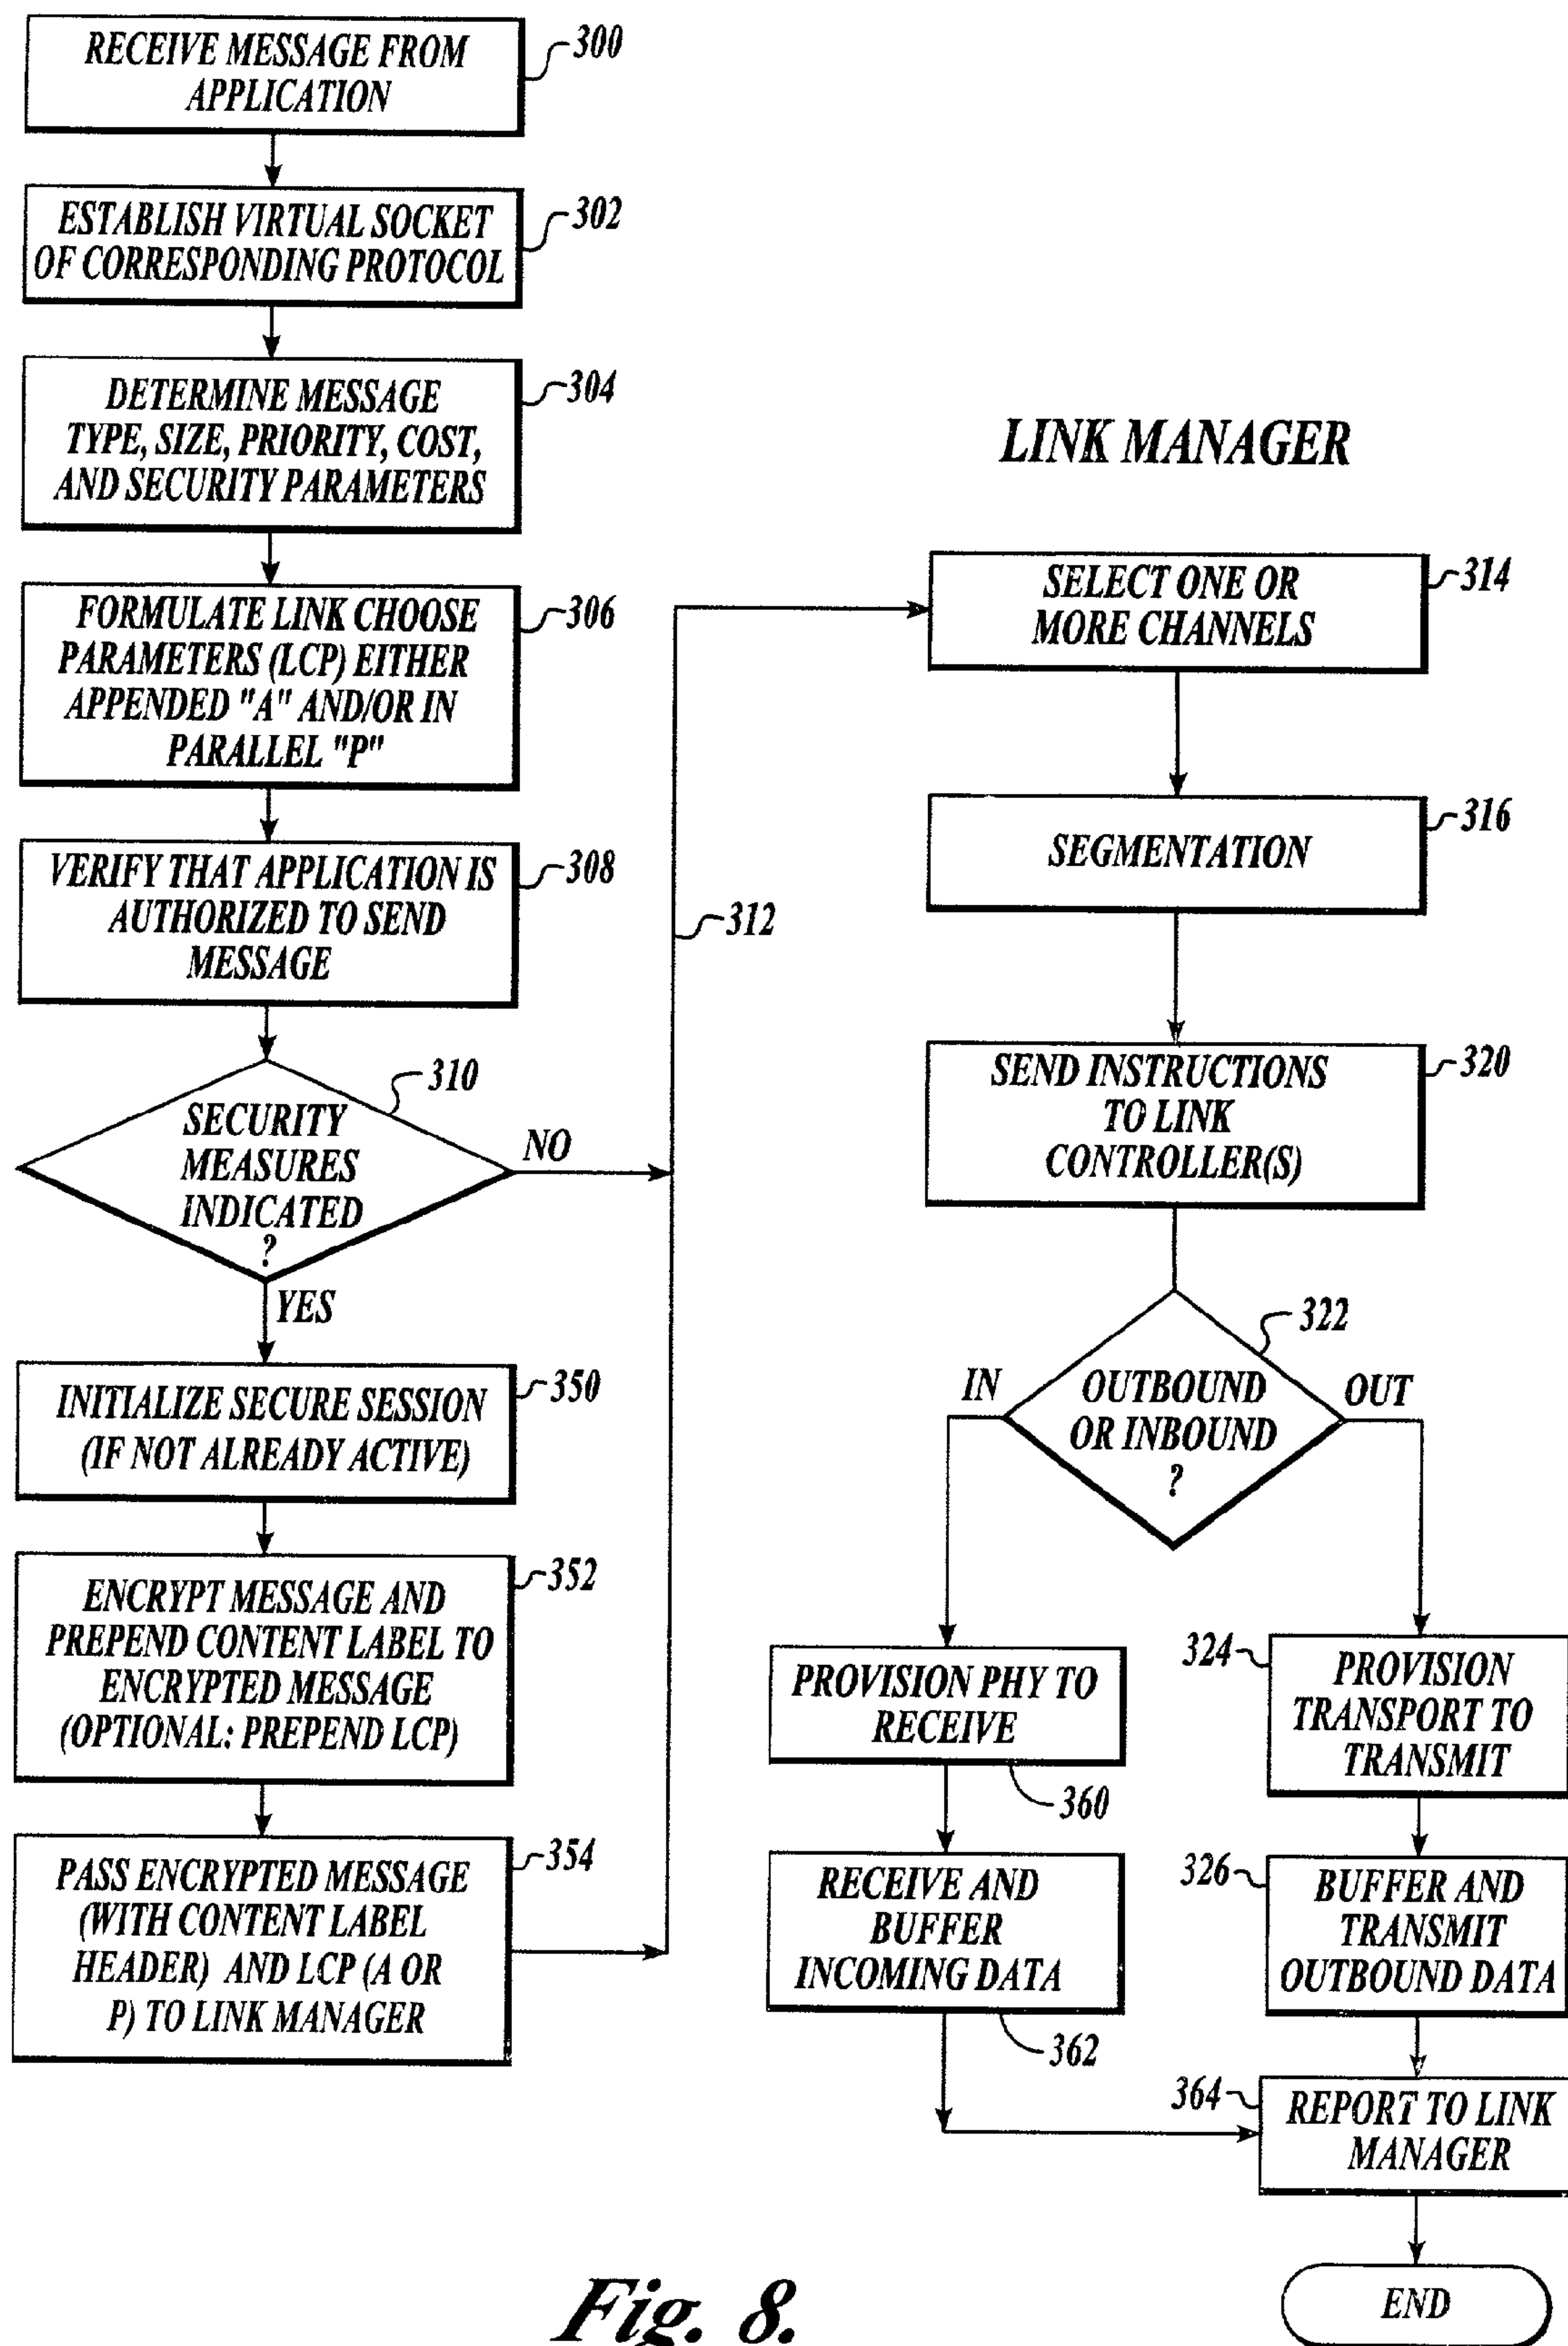 RECEIVE MESSAGE FROM
APPLICATION
300
ESTABLISH VIRTUAL SOCKET
OF CORRESPONDING PROTOCOL
302
DETERMINE MESSAGE
TYPE, SIZE, PRIORITY, COST,
AND SECURITY PARAMETERS
304
FORMULATE LINK CHOOSE
PARAMETERS (LCP) EITHER
APPENDED "A" AND/OR IN
PARALLEL "P"
306
VERIFY THAT APPLICATION IS
AUTHORIZED TO SEND
MESSAGE
308
SECURITY
MEASURES
INDICATED
?
310
NO
YES
312
INITIALIZE SECURE SESSION
(IF NOT ALREADY ACTIVE)
350
ENCRYPT MESSAGE AND
PREPEND CONTENT LABEL TO
ENCRYPTED MESSAGE
(OPTIONAL: PREPEND LCP)
352
PASS ENCRYPTED MESSAGE
(WITH CONTENT LABEL
HEADER) AND LCP (A OR
P) TO LINK MANAGER
354
LINK MANAGER
SELECT ONE OR
MORE CHANNELS
314
SEGMENTATION
316
SEND INSTRUCTIONS
TO LINK
CONTROLLER(S)
320
OUTBOUND
OR INBOUND
?
322
IN
OUT
PROVISION PHY TO
RECEIVE
360
RECEIVE AND
BUFFER
INCOMING DATA
362
324
PROVISION
TRANSPORT TO
TRANSMIT
326
BUFFER AND
TRANSMIT
OUTBOUND DATA
364
REPORT TO LINK
MANAGER
END
Fig. 8.